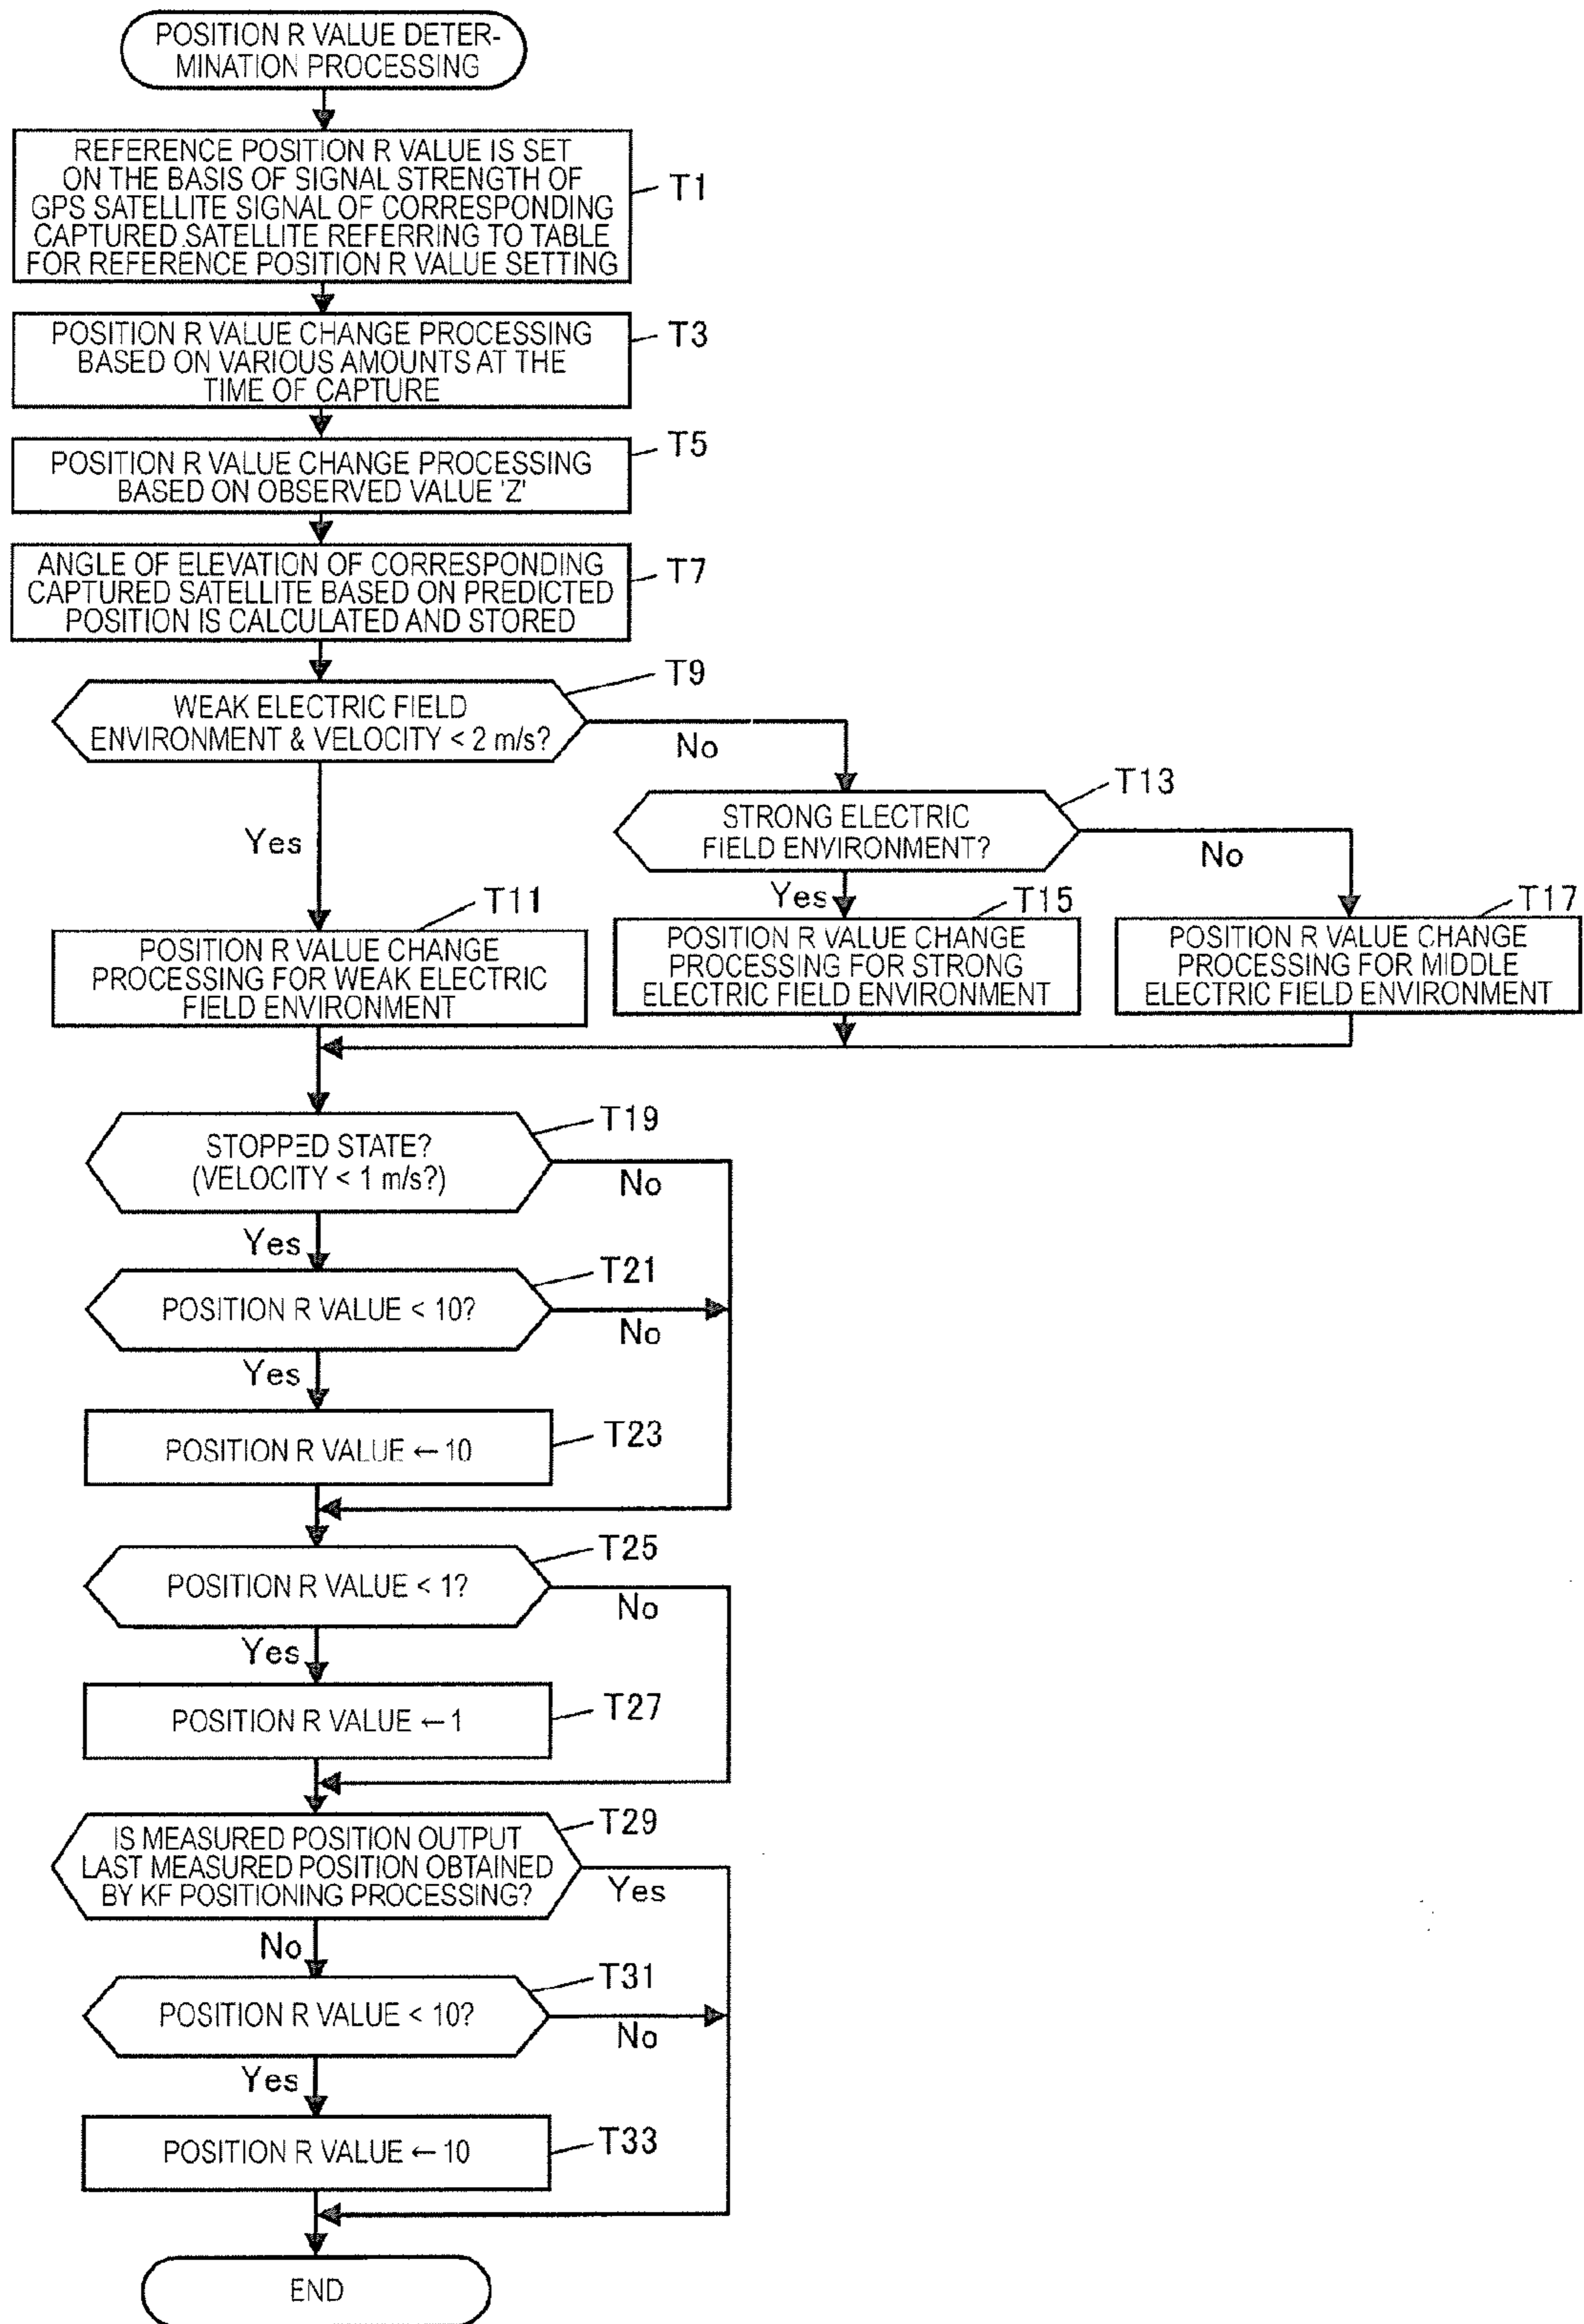 POSITION R VALUE DETER-
MINATION PROCESSING
REFERENCE POSITION R VALUE IS SET
ON THE BASIS OF SIGNAL STRENGTH OF
GPS SATELLITE SIGNAL OF CORRESPONDING
CAPTURED SATELLITE REFERRING TO TABLE
FOR REFERENCE POSITION R VALUE SETTING
T1
POSITION R VALUE CHANGE PROCESSING
BASED ON VARIOUS AMOUNTS AT THE
TIME OF CAPTURE
T3
POSITION R VALUE CHANGE PROCESSING
BASED ON OBSERVED VALUE 'Z'
T5
ANGLE OF ELEVATION OF CORRESPONDING
CAPTURED SATELLITE BASED ON PREDICTED
POSITION IS CALCULATED AND STORED
T7
WEAK ELECTRIC FIELD
ENVIRONMENT & VELOCITY < 2 m/s?
T9
No
Yes
STRONG ELECTRIC
FIELD ENVIRONMENT?
T13
No
Yes
POSITION R VALUE CHANGE
PROCESSING FOR WEAK ELECTRIC
FIELD ENVIRONMENT
T11
POSITION R VALUE CHANGE
PROCESSING FOR STRONG
ELECTRIC FIELD ENVIRONMENT
T15
POSITION R VALUE CHANGE
PROCESSING FOR MIDDLE
ELECTRIC FIELD ENVIRONMENT
T17
STOPPED STATE?
(VELOCITY < 1 m/s?)
T19
No
Yes
POSITION R VALUE < 10?
T21
No
Yes
POSITION R VALUE ← 10
T23
POSITION R VALUE < 1?
T25
No
Yes
POSITION R VALUE ← 1
T27
IS MEASURED POSITION OUTPUT
LAST MEASURED POSITION OBTAINED
BY KF POSITIONING PROCESSING?
T29
Yes
No
POSITION R VALUE < 10?
T31
No
Yes
POSITION R VALUE ← 10
T33
END